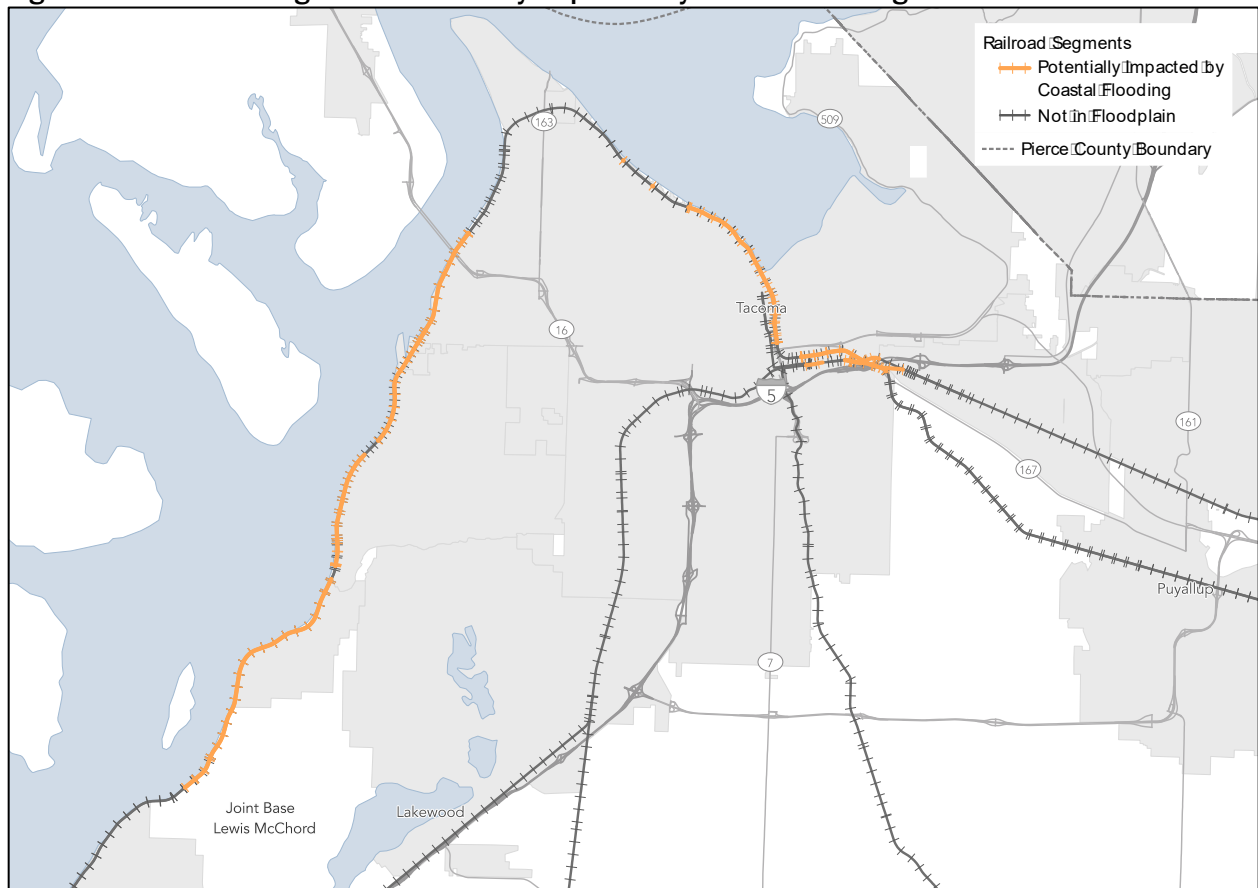 Railroad Segments
Potentially Impacted by
Coastal Flooding
Not in Floodplain
Pierce County Boundary
163
509
Tacoma
16
5
161
167
Puyallup
7
Joint Base
Lewis McChord
Lakewood